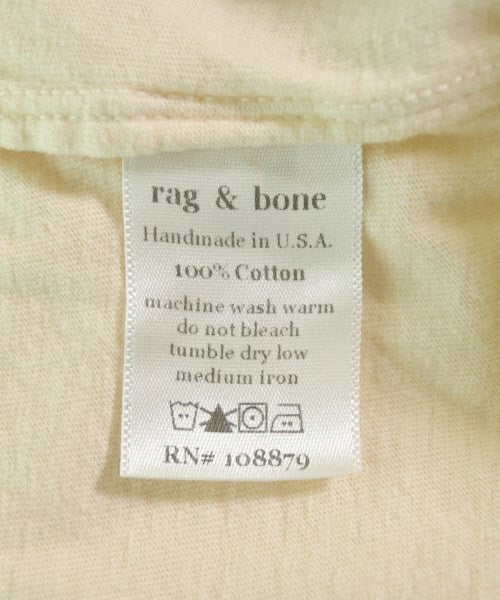 rag & bone
Handmade in U.S.A.
100% Cotton
machine wash warm
do not bleach
tumble dry low
medium iron
RN# 108879